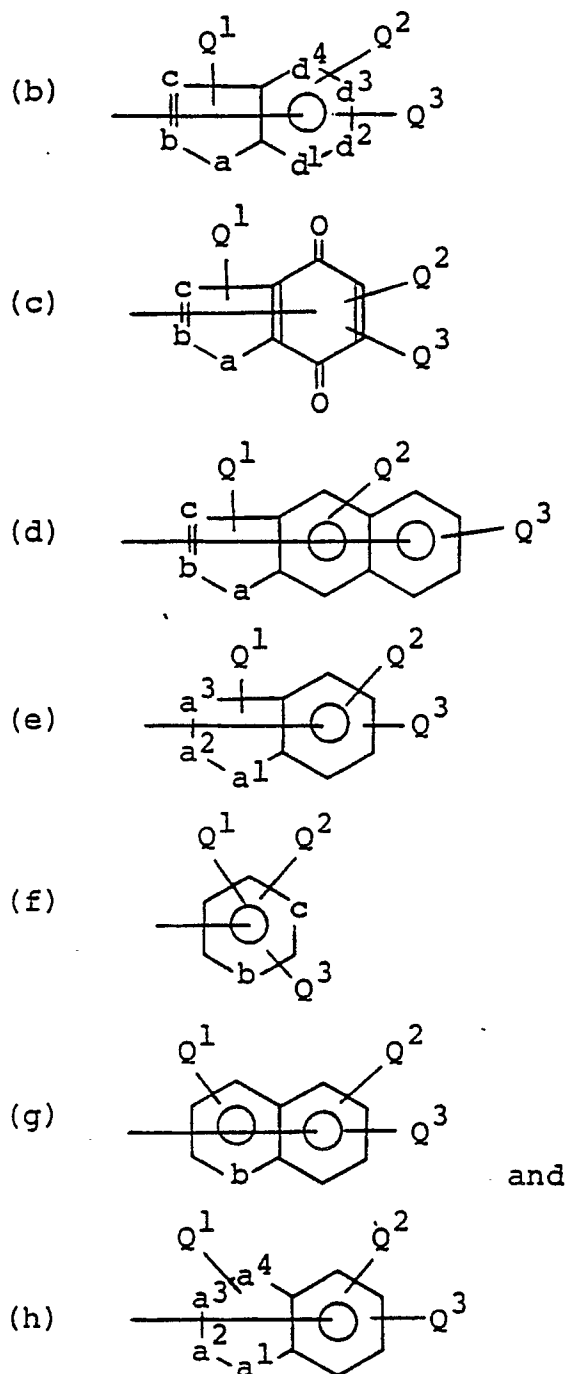 (b) Q¹ Q² c d⁴ d³ Q³ b a d¹ d²
(c) Q¹ O Q² c b a Q³ O
(d) Q¹ Q² c Q³ b a
(e) Q¹ Q² a³ Q³ a² a¹
(f) Q¹ Q² c b Q³
(g) Q¹ Q² Q³ b
and
(h) Q¹ Q² a⁴ a³ Q³ a² a¹